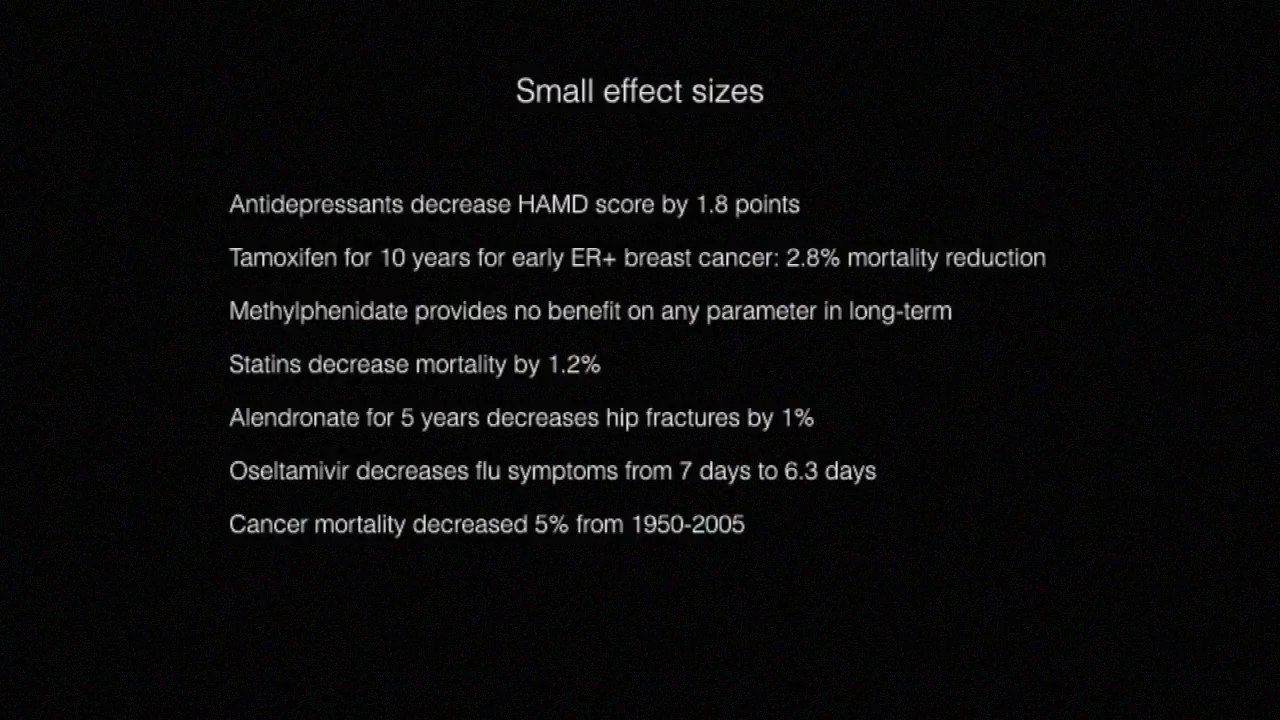 Small effect sizes
Antidepressants decrease HAMD score by 1.8 points
Tamoxifen for 10 years for early ER+ breast cancer: 2.8% mortality reduction
Methylphenidate provides no benefit on any parameter in long-term
Statins decrease mortality by 1.2%
Alendronate for 5 years decreases hip fractures by 1%
Oseltamivir decreases flu symptoms from 7 days to 6.3 days
Cancer mortality decreased 5% from 1950-2005